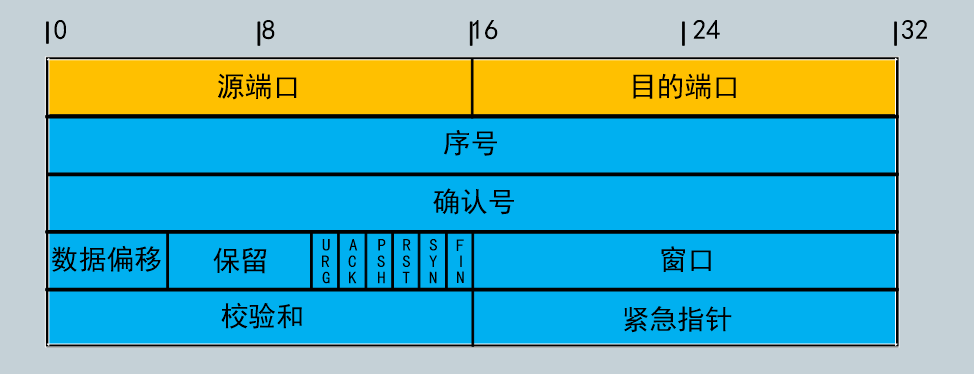 0 8 16 24 32
源端口 目的端口
序号
确认号
数据偏移 保留 URG ACK PSH RST SYN FIN 窗口
校验和 紧急指针